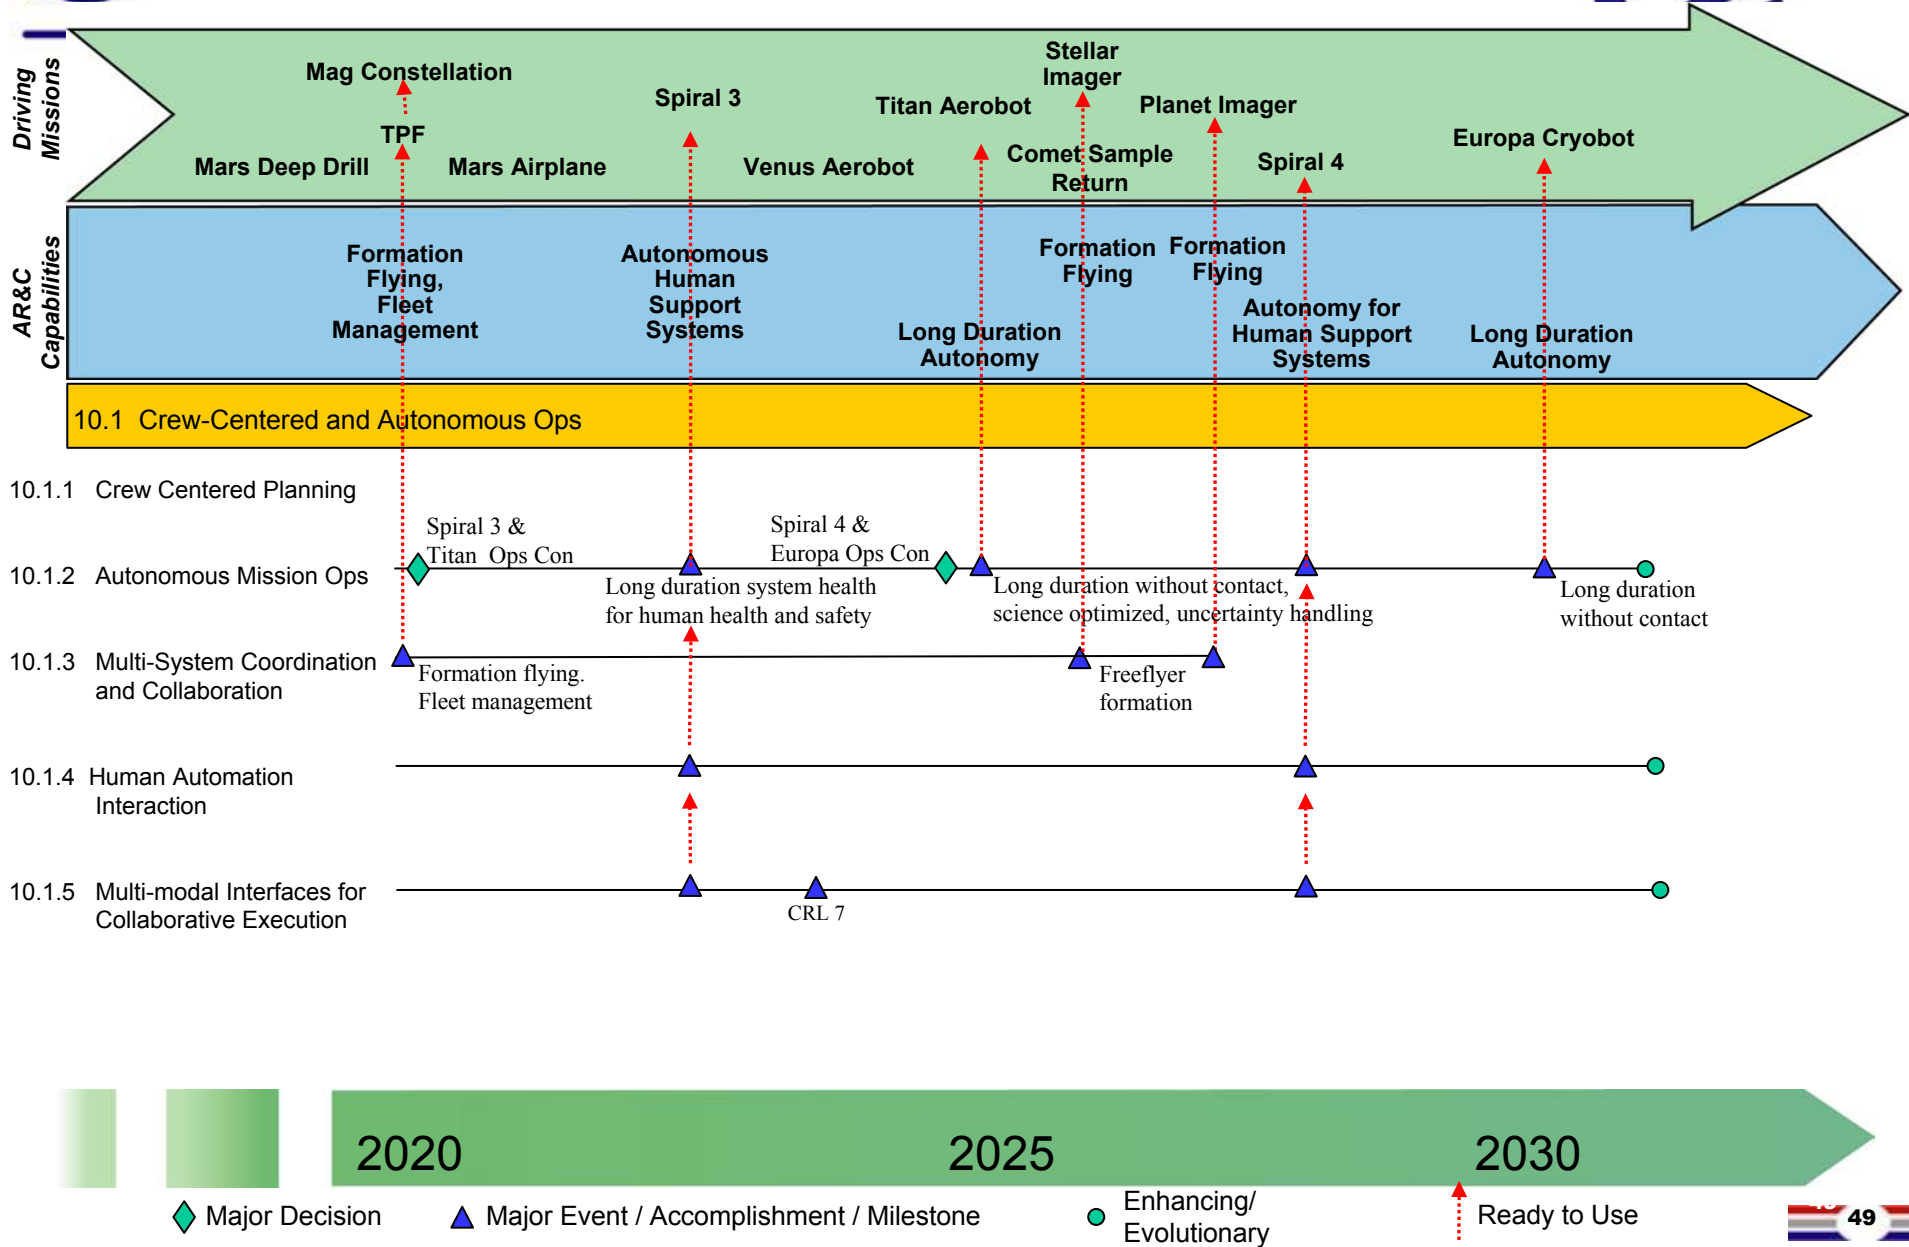 Driving
Missions
Mag Constellation
TPF
Mars Deep Drill
Mars Airplane
Spiral 3
Venus Aerobot
Titan Aerobot
Stellar
Imager
Comet Sample
Return
Planet Imager
Spiral 4
Europa Cryobot
AR&C
Capabilities
Formation
Flying,
Fleet
Management
Autonomous
Human
Support
Systems
Long Duration
Autonomy
Formation
Flying
Formation
Flying
Autonomy for
Human Support
Systems
Long Duration
Autonomy
10.1 Crew-Centered and Autonomous Ops
10.1.1 Crew Centered Planning
10.1.2 Autonomous Mission Ops
Spiral 3 &
Titan Ops Con
Long duration system health
for human health and safety
Spiral 4 &
Europa Ops Con
Long duration without contact,
science optimized, uncertainty handling
Long duration
without contact
10.1.3 Multi-System Coordination
and Collaboration
Formation flying.
Fleet management
Freeflyer
formation
10.1.4 Human Automation
Interaction
10.1.5 Multi-modal Interfaces for
Collaborative Execution
CRL 7
2020
2025
2030
Major Decision
Major Event / Accomplishment / Milestone
Enhancing/
Evolutionary
Ready to Use
49